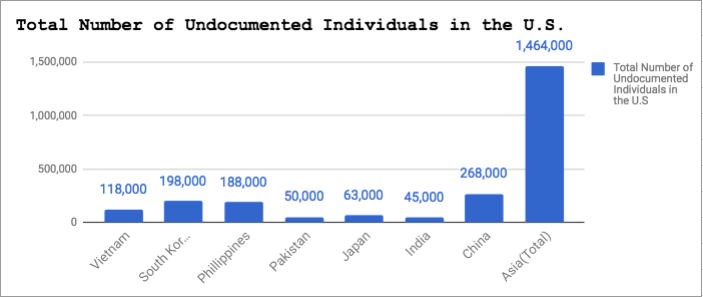 Total Number of Undocumented Individuals in the U.S.
1,464,000
1,500,000
Total Number of
Undocumented
Individuals in
the U.S
1,000,000
500,000
118,000
198,000
188,000
50,000
63,000
45,000
268,000
0
Vietnam
South Kor...
Phillippines
Pakistan
Japan
India
China
Asia(Total)